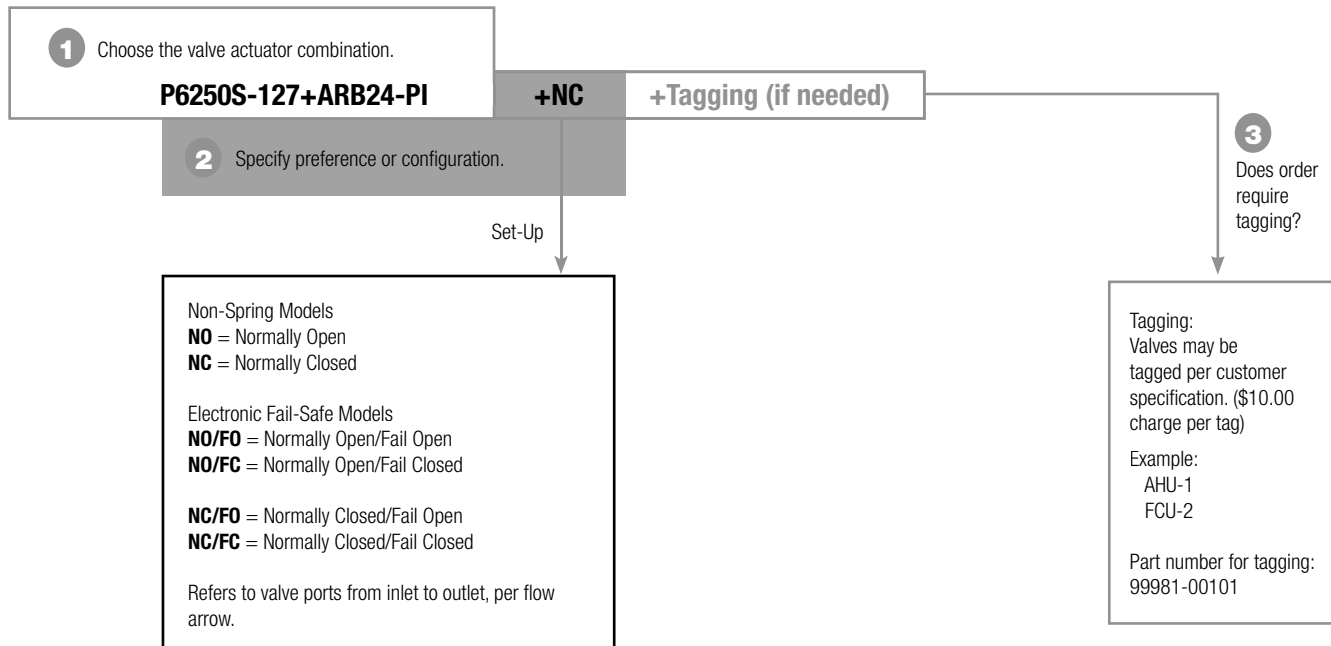 1 Choose the valve actuator combination.
P6250S-127+ARB24-PI +NC +Tagging (if needed)
2 Specify preference or configuration.
Set-Up
Non-Spring Models
NO = Normally Open
NC = Normally Closed
Electronic Fail-Safe Models
NO/FO = Normally Open/Fail Open
NO/FC = Normally Open/Fail Closed
NC/FO = Normally Closed/Fail Open
NC/FC = Normally Closed/Fail Closed
Refers to valve ports from inlet to outlet, per flow
arrow.
3
Does order
require
tagging?
Tagging:
Valves may be
tagged per customer
specification. ($10.00
charge per tag)
Example:
AHU-1
FCU-2
Part number for tagging:
99981-00101